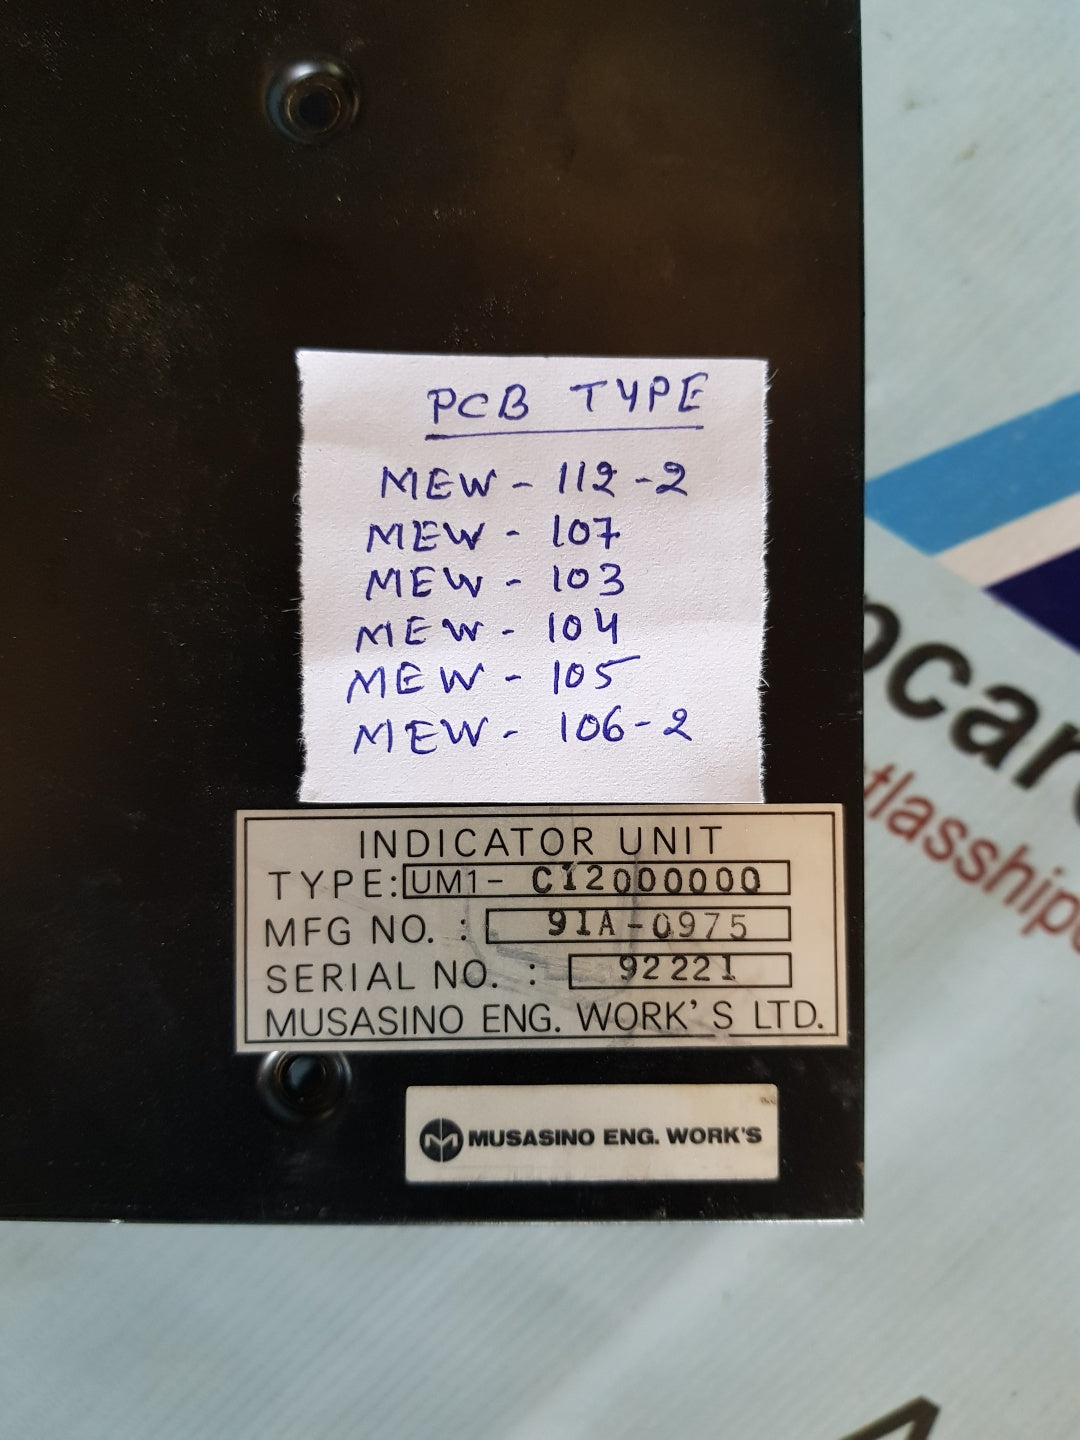 PCB TYPE
MEW - 112-2
MEW - 107
MEW - 103
MEW - 104
MEW - 105
MEW - 106-2
INDICATOR UNIT
TYPE: UM1- C12000000
MFG NO. : 91A-0975
SERIAL NO. : 92221
MUSASINO ENG. WORK'S LTD.
MUSASINO ENG. WORK'S